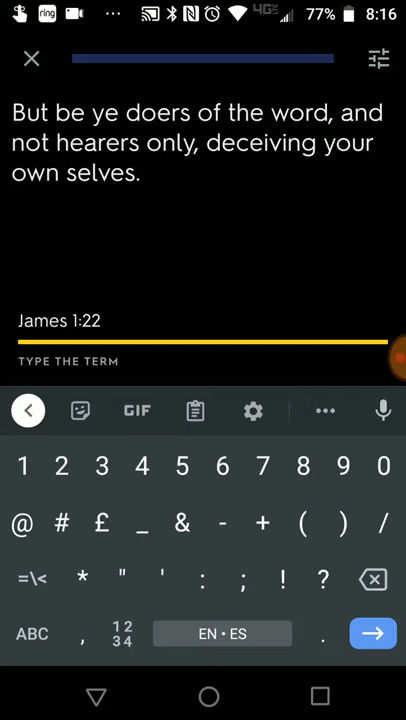 ring ... 4G 77% 8:16
But be ye doers of the word, and
not hearers only, deceiving your
own selves.
James 1:22
TYPE THE TERM
GIF ...
1 2 3 4 5 6 7 8 9 0
@ # £ _ & - + ( ) /
=\< * " ' : ; ! ? 
ABC , 12 34 EN • ES .